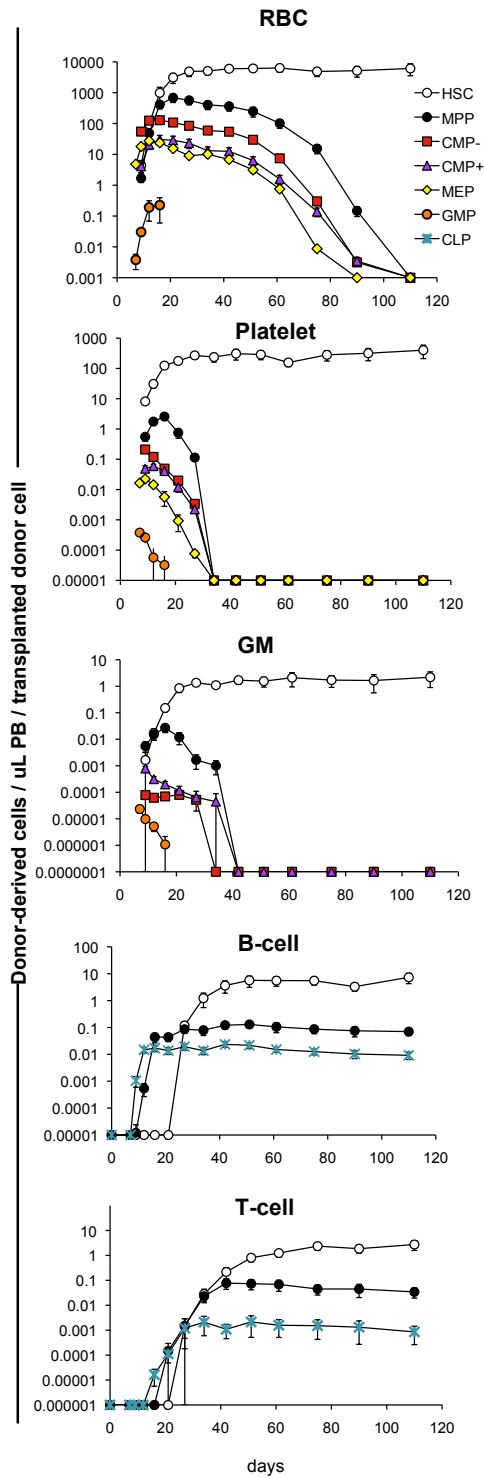 Donor-derived cells / uL PB / transplanted donor cell
RBC
10000
1000
100
10
1
0.1
0.01
0.001
0 20 40 60 80 100 120
HSC
MPP
CMP-
CMP+
MEP
GMP
CLP
Platelet
1000
100
10
1
0.1
0.01
0.001
0.0001
0.00001
0 20 40 60 80 100 120
GM
10
1
0.1
0.01
0.001
0.0001
0.00001
0.000001
0.0000001
0 20 40 60 80 100 120
B-cell
100
10
1
0.1
0.01
0.001
0.0001
0.00001
0 20 40 60 80 100 120
T-cell
10
1
0.1
0.01
0.001
0.0001
0.00001
0.000001
0 20 40 60 80 100 120
days